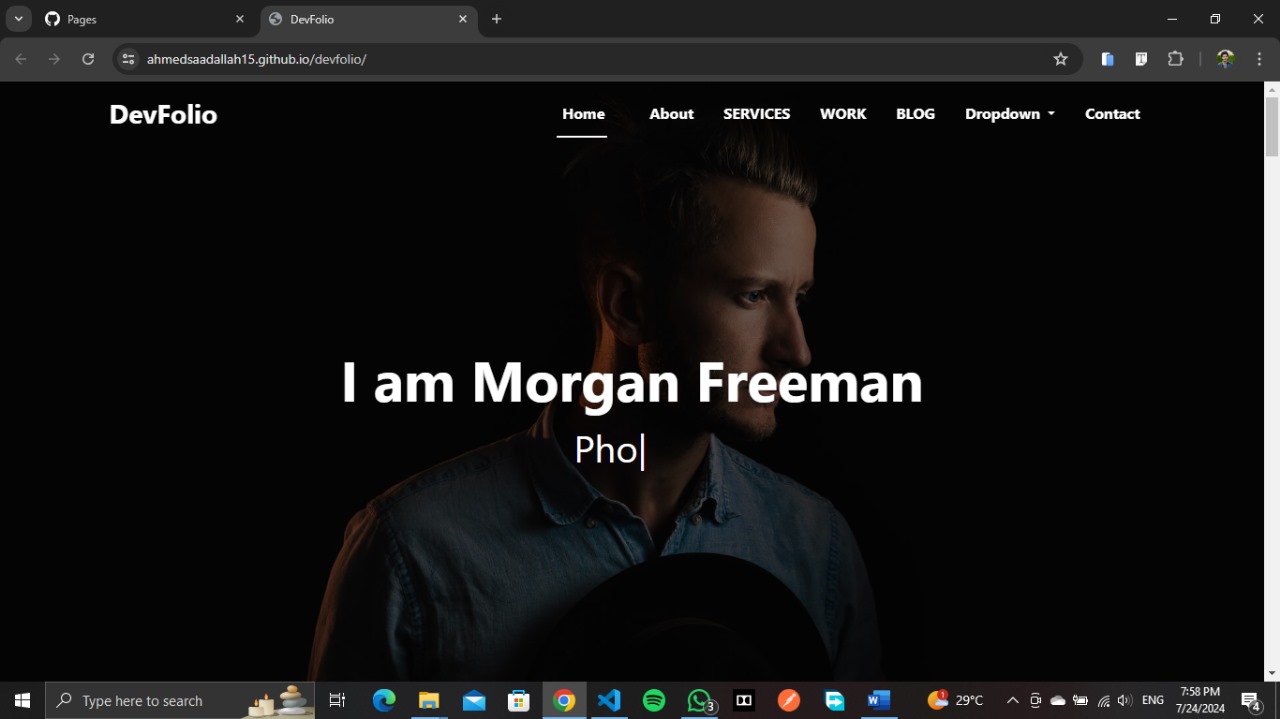 Pages
DevFolio
ahmedsaadallah15.github.io/devfolio/
DevFolio
Home About SERVICES WORK BLOG Dropdown Contact
I am Morgan Freeman
Pho|
Type here to search
3
W
1
29°C
ENG
7:58 PM
7/24/2024
4